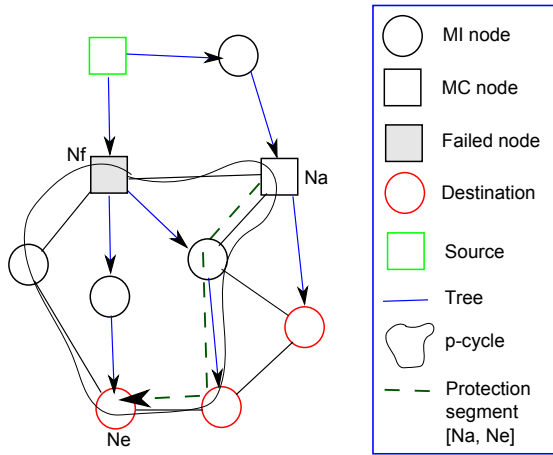 MI node
MC node
Nf
Failed node
Na
Destination
Source
Tree
p-cycle
Protection
segment
[Na, Ne]
Ne